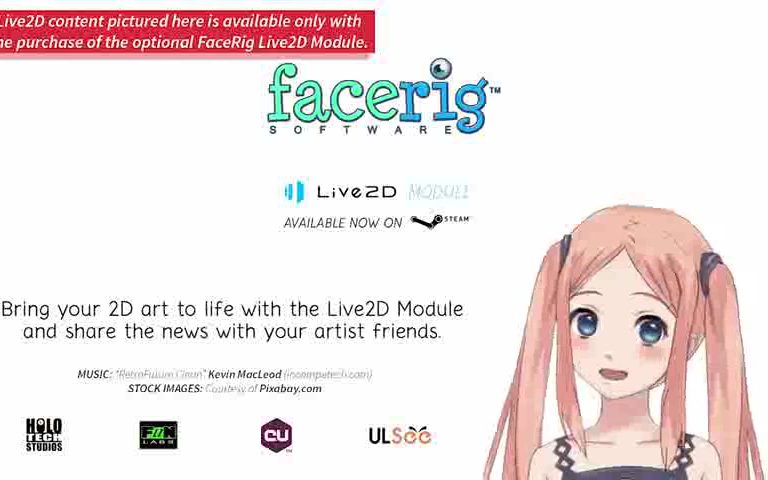 Live2D content pictured here is available only with
he purchase of the optional FaceRig Live2D Module.
facerig™
SOFTWARE
Live2D MODULE
AVAILABLE NOW ON STEAM™
Bring your 2D art to life with the Live2D Module
and share the news with your artist friends.
MUSIC: "RetroFuture Clean" Kevin MacLeod (incompetech.com)
STOCK IMAGES: Courtesy of Pixabay.com
HOLO
TECH
STUDIOS
FUN
LABS
CU
ULSee